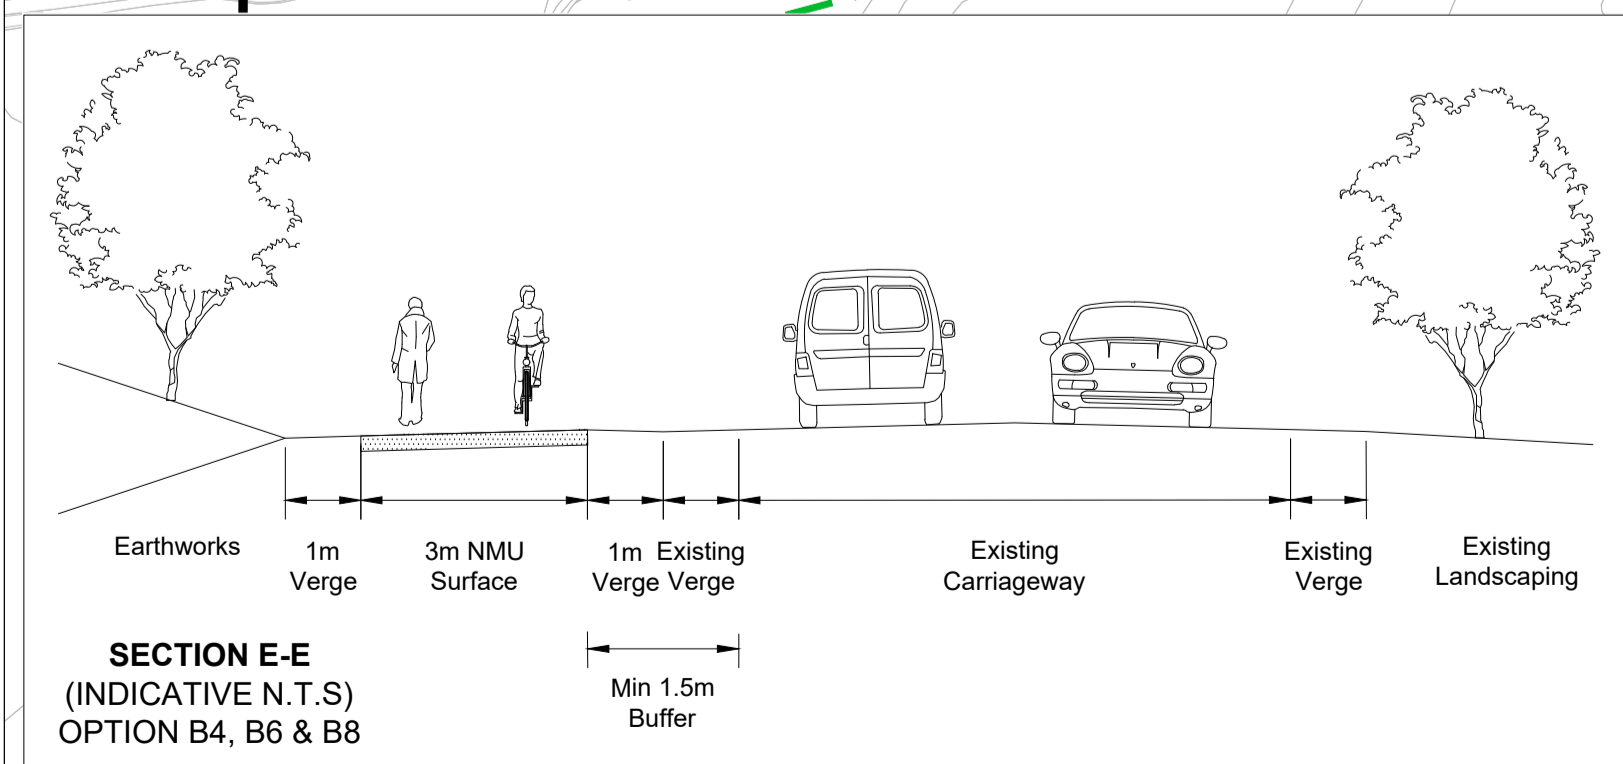 Earthworks
1m
Verge
3m NMU
Surface
1m
Verge
Existing
Verge
Existing
Carriageway
Existing
Verge
Existing
Landscaping
Min 1.5m
Buffer
SECTION E-E
(INDICATIVE N.T.S)
OPTION B4, B6 & B8